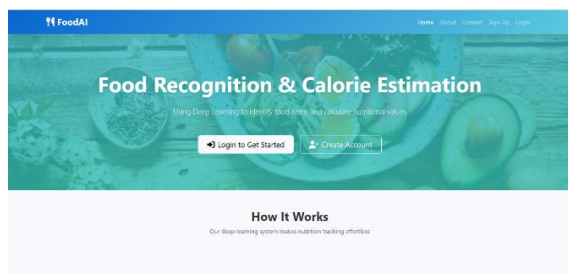 FoodAI
Home About Contact Sign Up Login
Food Recognition & Calorie Estimation
Using Deep Learning to identify food items and calculate nutritional values
Login to Get Started
Create Account
How It Works
Our deep learning system makes nutrition tracking effortless